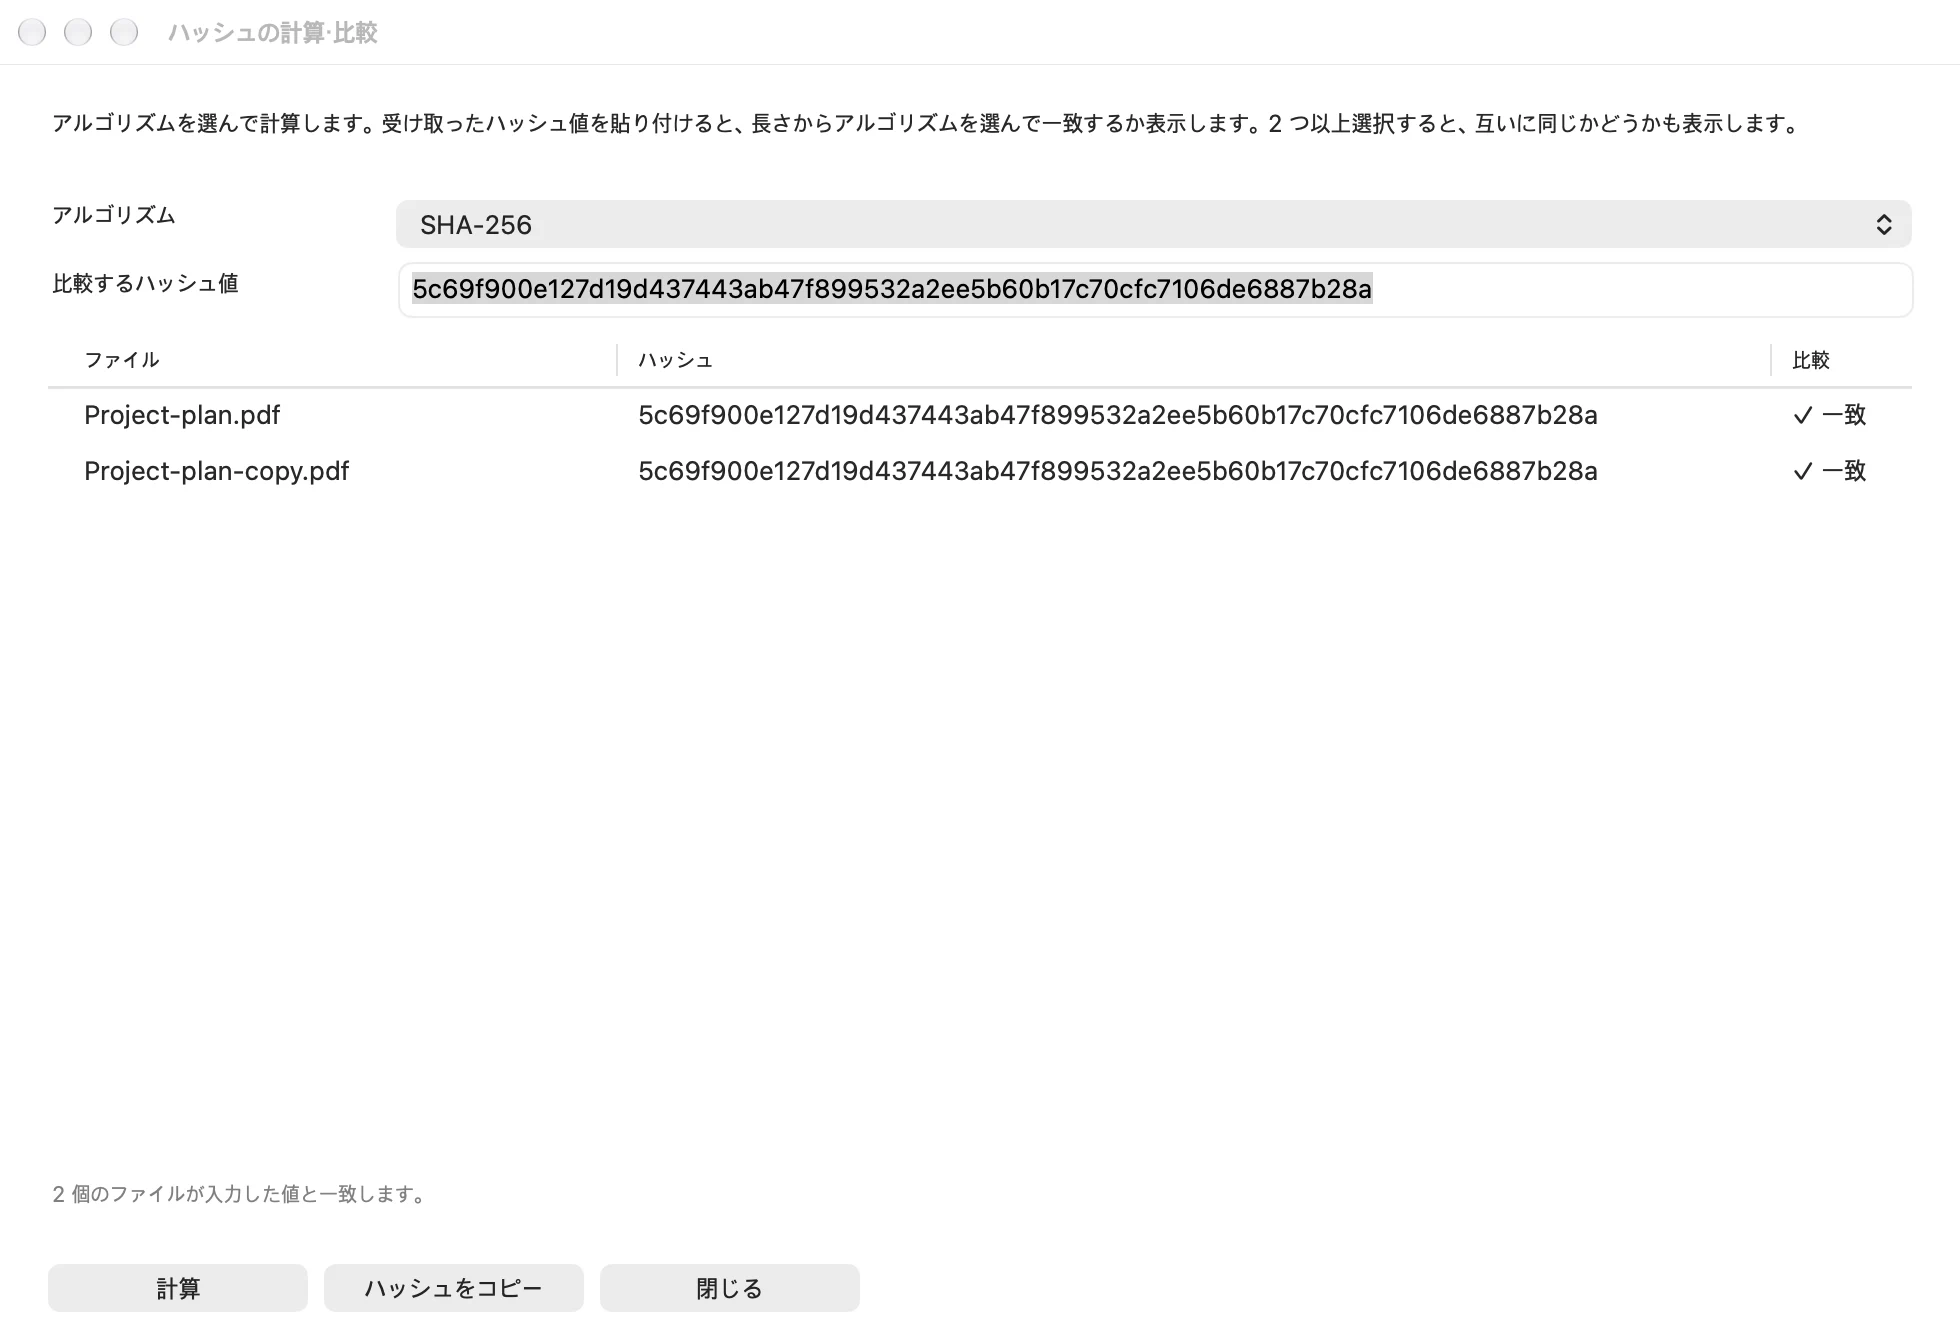 ハッシュの計算·比較
アルゴリズムを選んで計算します。受け取ったハッシュ値を貼り付けると、長さからアルゴリズムを選んで一致するか表示します。2 つ以上選択すると、互いに同じかどうかも表示します。
アルゴリズム
SHA-256
比較するハッシュ値
5c69f900e127d19d437443ab47f899532a2ee5b60b17c70cfc7106de6887b28a
ファイル ハッシュ 比較
Project-plan.pdf 5c69f900e127d19d437443ab47f899532a2ee5b60b17c70cfc7106de6887b28a ✓ 一致
Project-plan-copy.pdf 5c69f900e127d19d437443ab47f899532a2ee5b60b17c70cfc7106de6887b28a ✓ 一致
2 個のファイルが入力した値と一致します。
計算 ハッシュをコピー 閉じる